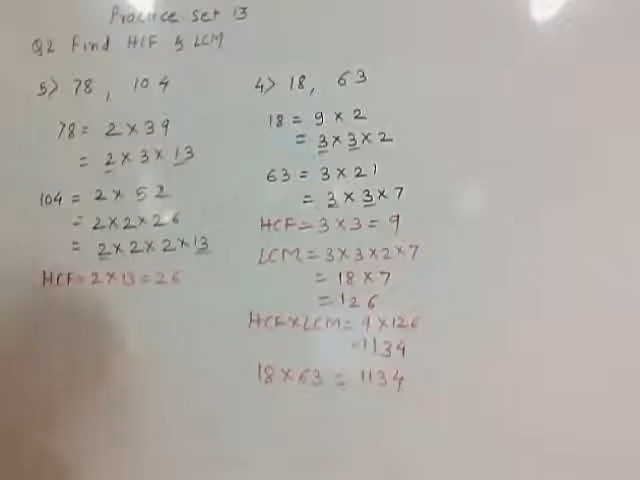 Practice Set 13
Q2 Find HCF & LCM
5> 78, 104
78 = 2 × 39
= 2 × 3 × 13
104 = 2 × 52
= 2 × 2 × 26
= 2 × 2 × 2 × 13
HCF = 2 × 13 = 26
4> 18, 63
18 = 9 × 2
= 3 × 3 × 2
63 = 3 × 21
= 3 × 3 × 7
HCF = 3 × 3 = 9
LCM = 3 × 3 × 2 × 7
= 18 × 7
= 126
HCF × LCM = 9 × 126
= 1134
18 × 63 = 1134